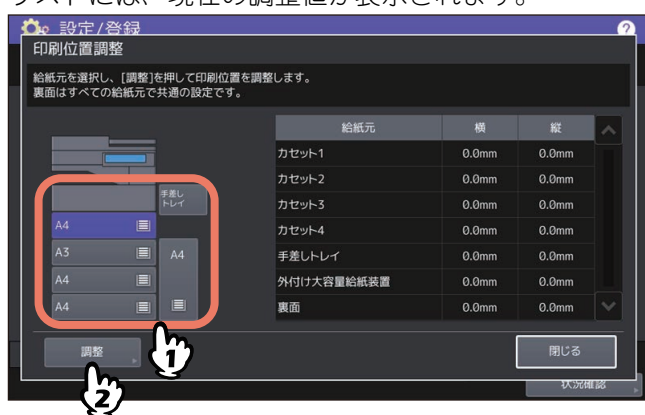 リストには、現在の調整値が表示されます。
設定/登録
?
印刷位置調整
給紙元を選択し、[調整]を押して印刷位置を調整します。
裏面はすべての給紙元で共通の設定です。
給紙元 横 縦
カセット1 0.0mm 0.0mm
カセット2 0.0mm 0.0mm
カセット3 0.0mm 0.0mm
カセット4 0.0mm 0.0mm
手差しトレイ 0.0mm 0.0mm
外付け大容量給紙装置 0.0mm 0.0mm
裏面 0.0mm 0.0mm
手差し
トレイ
A4
A3
A4
A4
A4
調整
1
2
閉じる
状況確認